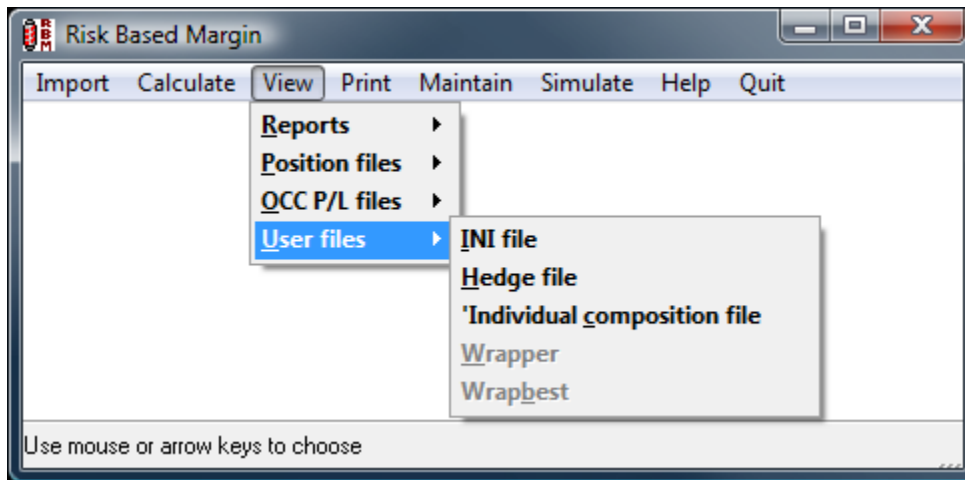 RBM Risk Based Margin
Import Calculate View Print Maintain Simulate Help Quit
Reports
Position files
OCC P/L files
User files
INI file
Hedge file
'Individual composition file
Wrapper
Wrapbest
Use mouse or arrow keys to choose